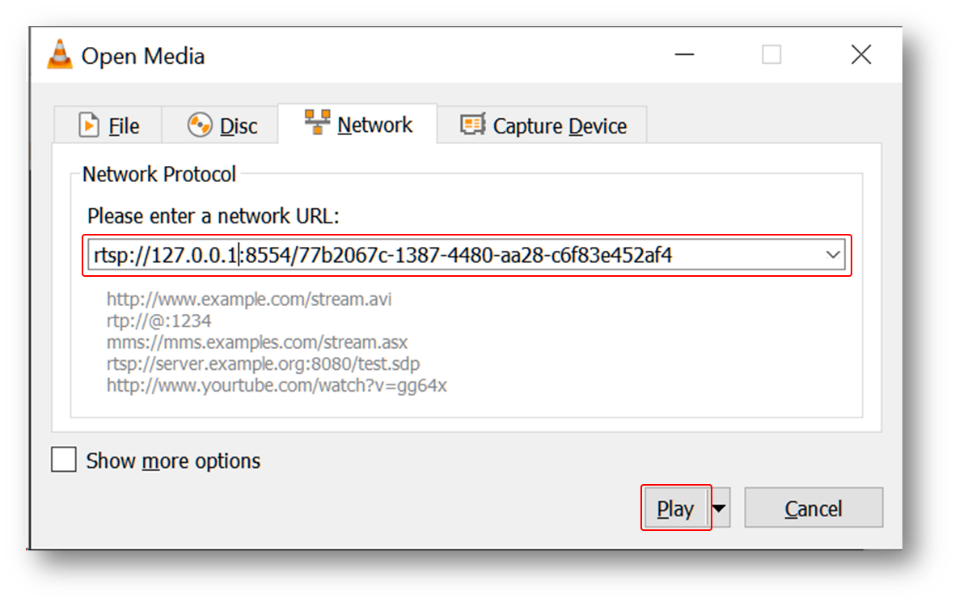 Open Media
File Disc Network Capture Device
Network Protocol
Please enter a network URL:
rtsp://127.0.0.1:8554/77b2067c-1387-4480-aa28-c6f83e452af4
http://www.example.com/stream.avi
rtp://@:1234
mms://mms.examples.com/stream.asx
rtsp://server.example.org:8080/test.sdp
http://www.yourtube.com/watch?v=gg64x
Show more options
Play Cancel